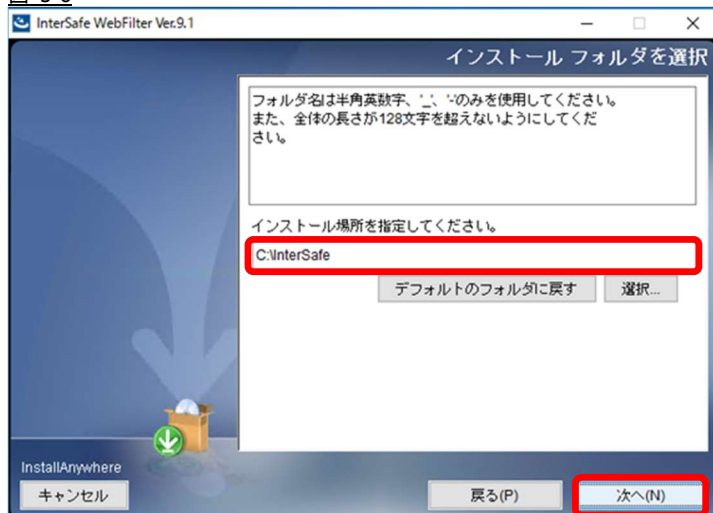 InterSafe WebFilter Ver.9.1
インストール フォルダを選択
フォルダ名は半角英数字、'_'、'-'のみを使用してください。
また、全体の長さが128文字を超えないようにしてくだ
さい。
インストール場所を指定してください。
C:\InterSafe
デフォルトのフォルダに戻す
選択...
InstallAnywhere
キャンセル
戻る(P)
次へ(N)